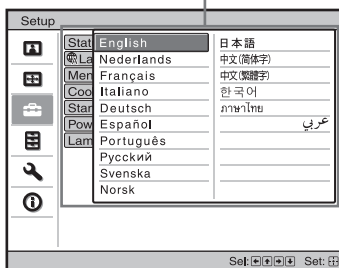 Setup
Stat
La
Men
Coo
Star
Pow
Lam
English
Nederlands
Français
Italiano
Deutsch
Español
Português
Русский
Svenska
Norsk
日本語
中文(简体字)
中文(繁體字)
한국어
ภาษาไทย
عربي
Sel: Set: